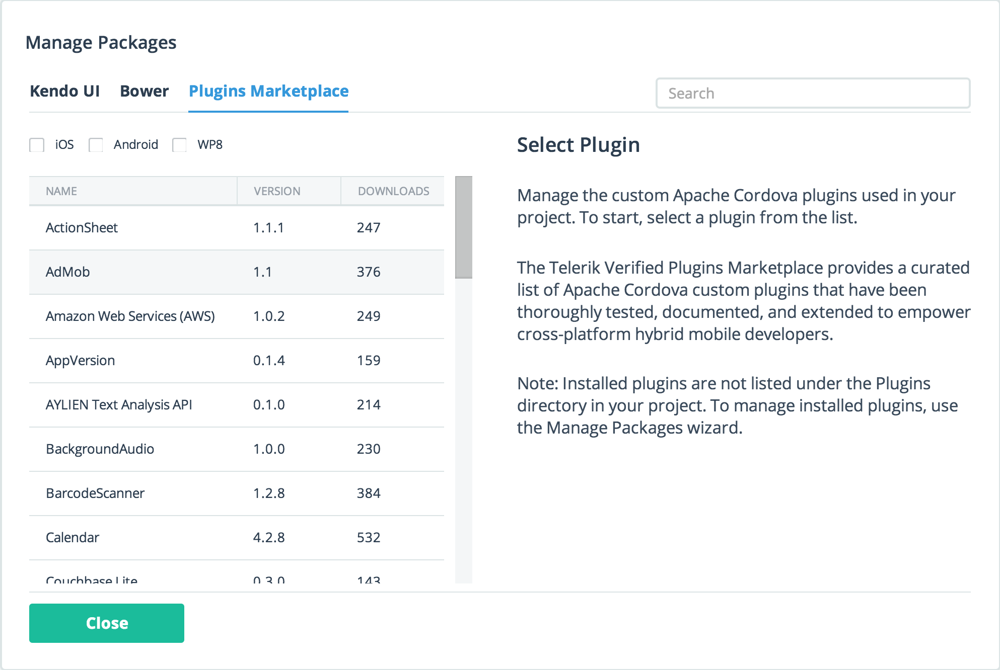 Manage Packages
Kendo UI Bower Plugins Marketplace Search
iOS Android WP8
NAME VERSION DOWNLOADS
ActionSheet 1.1.1 247
AdMob 1.1 376
Amazon Web Services (AWS) 1.0.2 249
AppVersion 0.1.4 159
AYLIEN Text Analysis API 0.1.0 214
BackgroundAudio 1.0.0 230
BarcodeScanner 1.2.8 384
Calendar 4.2.8 532
Couchbase Lite 0.3.0 143
Select Plugin
Manage the custom Apache Cordova plugins used in your
project. To start, select a plugin from the list.
The Telerik Verified Plugins Marketplace provides a curated
list of Apache Cordova custom plugins that have been
thoroughly tested, documented, and extended to empower
cross-platform hybrid mobile developers.
Note: Installed plugins are not listed under the Plugins
directory in your project. To manage installed plugins, use
the Manage Packages wizard.
Close